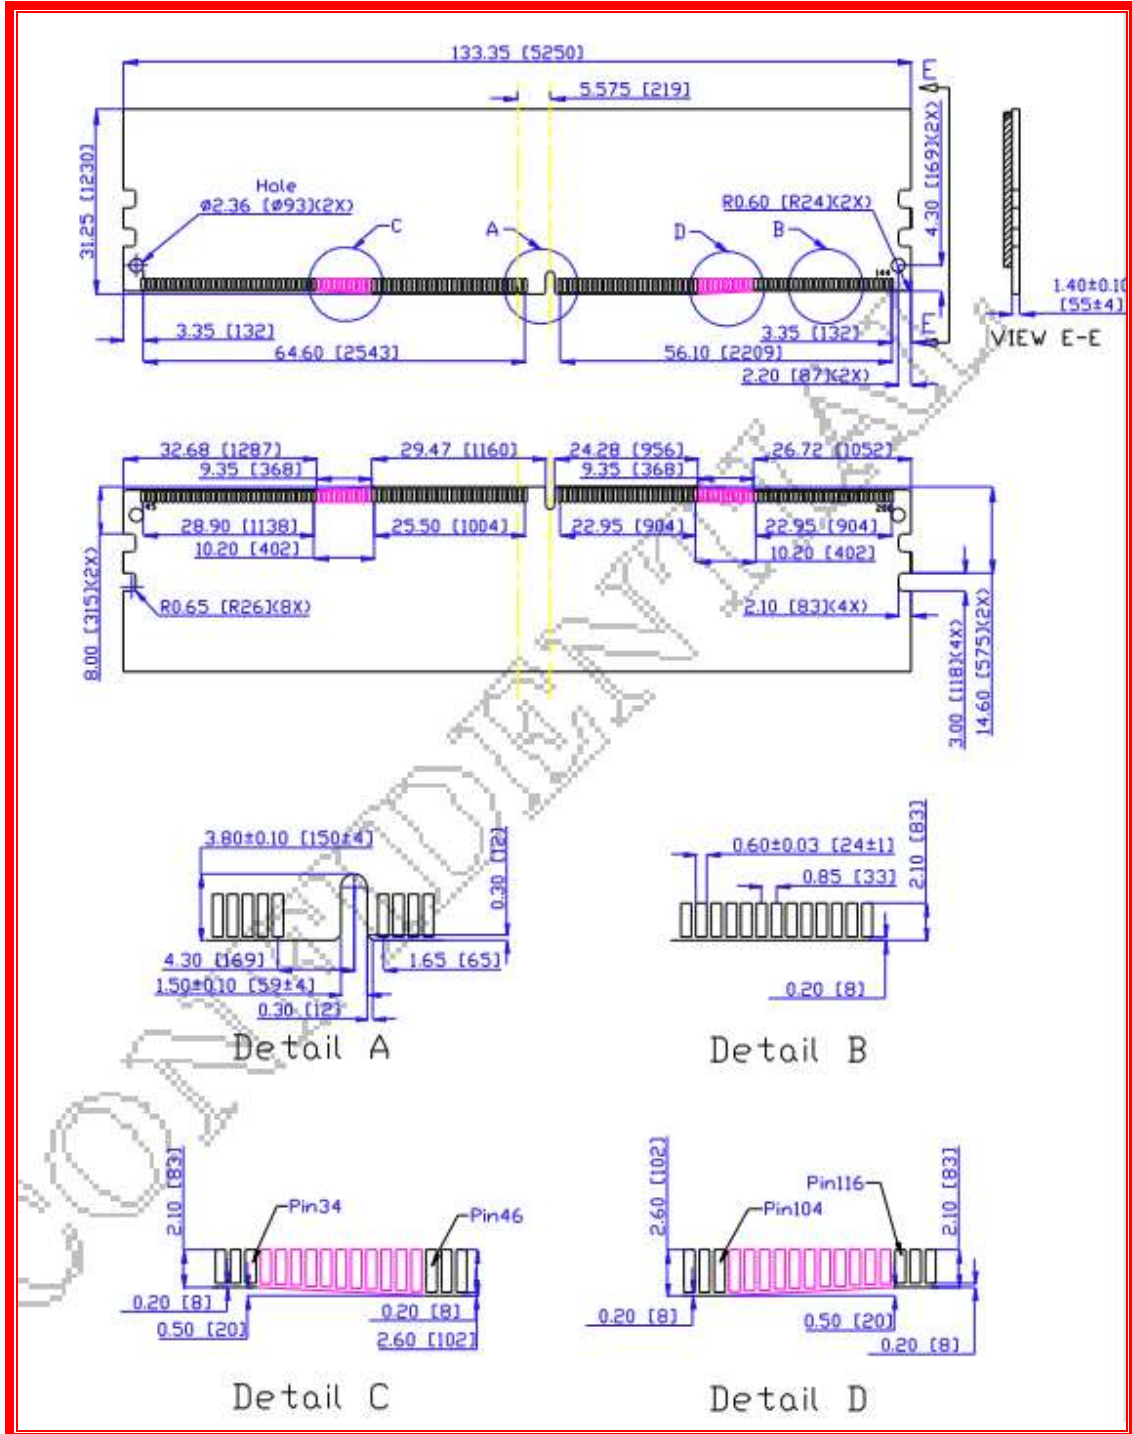 133.35 [5250]
5.575 [219]
E
31.25 [1230]
Hole
ø2.36 [ø93](2X)
C
A
D
B
R0.60 [R24](2X)
4.30 [169](2X)
144
1.40±0.10
[55±4]
3.35 [132]
64.60 [2543]
56.10 [2209]
3.35 [132]
E
2.20 [87](2X)
VIEW E-E
32.68 [1287]
29.47 [1160]
24.28 [956]
26.72 [1052]
9.35 [368]
9.35 [368]
145
28.90 [1138]
25.50 [1004]
22.95 [904]
22.95 [904]
10.20 [402]
10.20 [402]
8.00 [315](2X)
R0.65 [R26](8X)
2.10 [83](4X)
3.00 [118](4X)
14.60 [575](2X)
3.80±0.10 [150±4]
0.30 [12]
4.30 [169]
1.65 [65]
1.50±0.10 [59±4]
0.30 [12]
Detail A
0.60±0.03 [24±1]
0.85 [33]
2.10 [83]
0.20 [8]
Detail B
2.10 [83]
Pin34
Pin46
0.20 [8]
0.50 [20]
0.20 [8]
2.60 [102]
Detail C
2.60 [102]
Pin116
Pin104
2.10 [83]
0.20 [8]
0.50 [20]
0.20 [8]
Detail D
CONFIDENTIAL